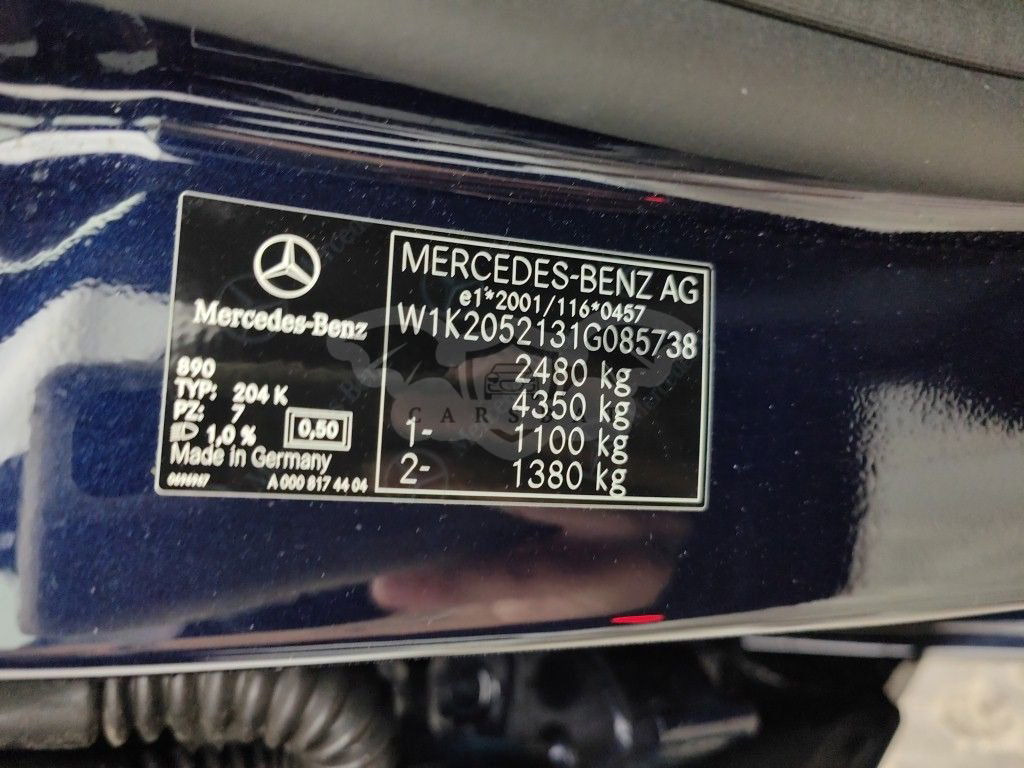 Mercedes-Benz
890
TYP: 204 K
PZ: 7
1,0 %
0,50
Made in Germany
A 000 817 44 04
MERCEDES-BENZ AG
e1*2001/116*0457
W1K2052131G085738
2480 kg
4350 kg
1- 1100 kg
2- 1380 kg
CARS